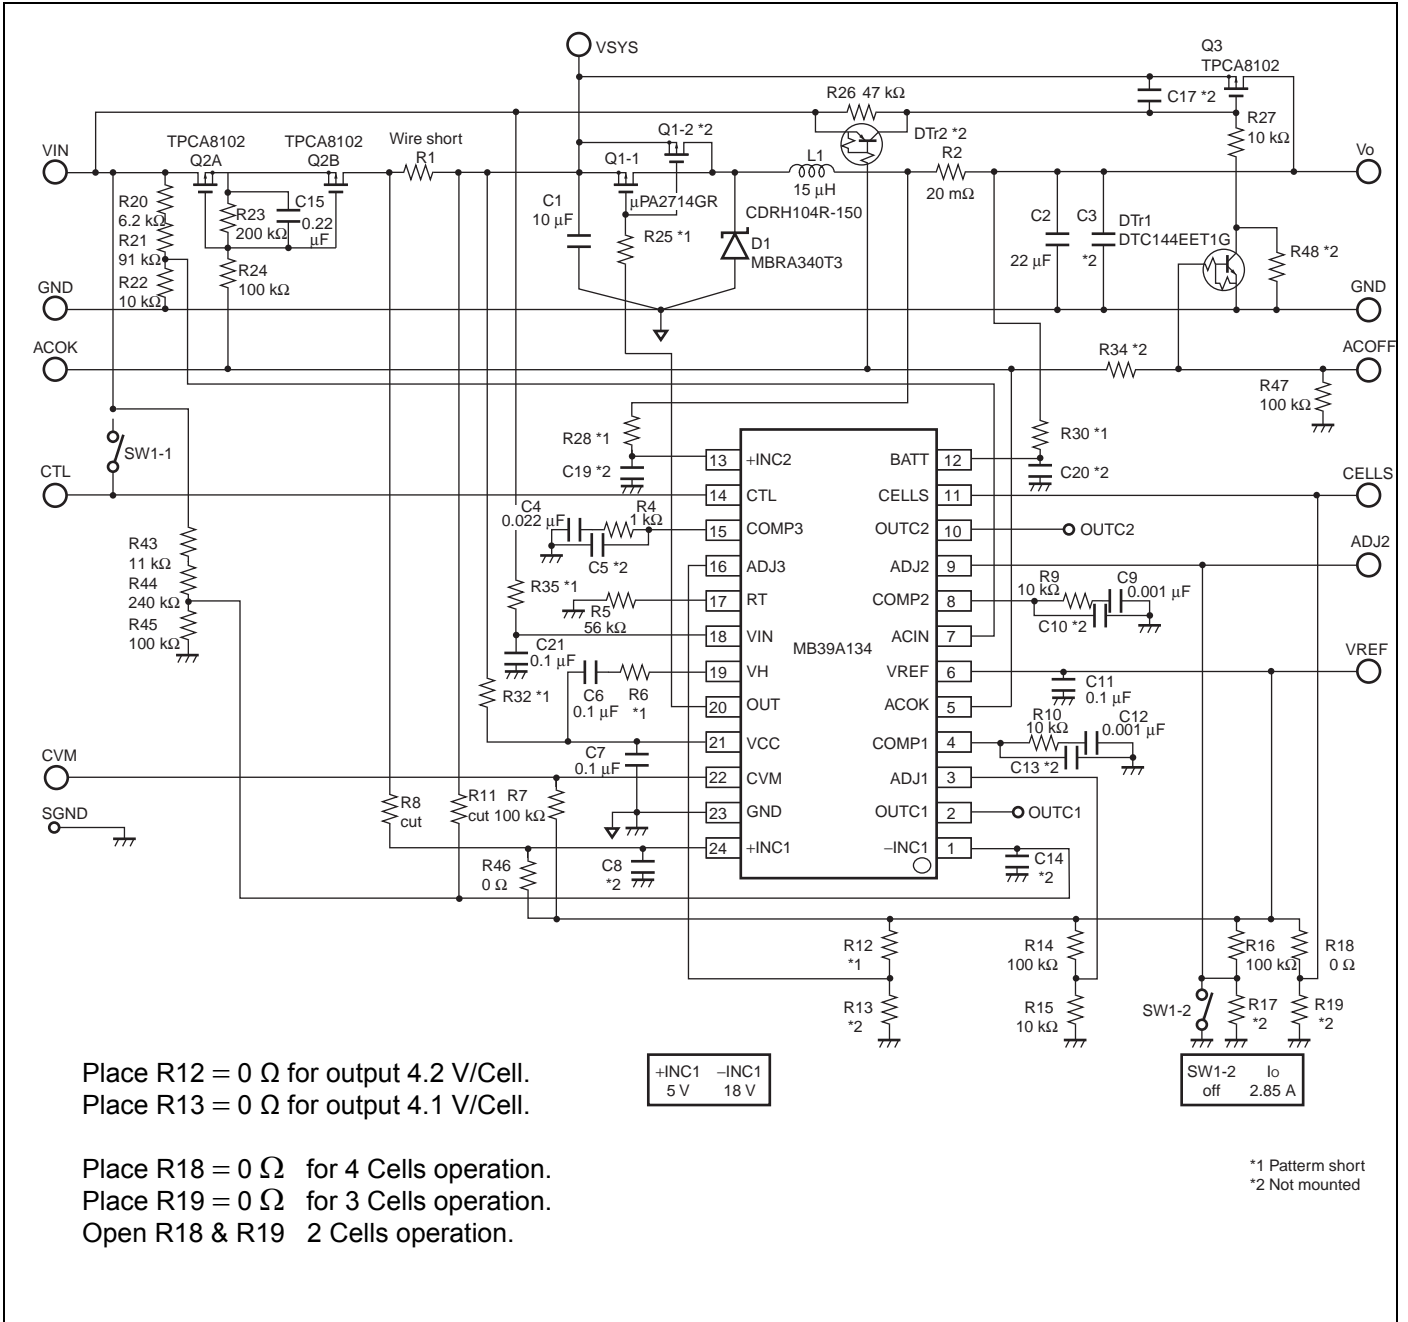 VSYS
Q3
TPCA8102
R26 47 kΩ
C17 *2
R27
10 kΩ
VIN
TPCA8102
Q2A
TPCA8102
Q2B
Wire short
R1
Q1-2 *2
Q1-1
μPA2714GR
DTr2 *2
R2
20 mΩ
L1
15 μH
CDRH104R-150
Vo
R20
6.2 kΩ
R21
91 kΩ
R22
10 kΩ
R23
200 kΩ
C15
0.22
μF
R24
100 kΩ
C1
10 μF
R25 *1
D1
MBRA340T3
C2
22 μF
C3
*2
DTr1
DTC144EET1G
R48 *2
GND
GND
ACOK
R34 *2
ACOFF
R47
100 kΩ
SW1-1
CTL
R28 *1
C19 *2
R30 *1
C20 *2
CELLS
13 +INC2
BATT 12
14 CTL
CELLS 11
C4
0.022 μF
R4
1 kΩ
C5 *2
15 COMP3
OUTC2 10
OUTC2
ADJ2
R43
11 kΩ
R44
240 kΩ
R45
100 kΩ
16 ADJ3
ADJ2 9
R35 *1
R5
56 kΩ
17 RT
COMP2 8
R9
10 kΩ
C9
0.001 μF
C10 *2
18 VIN
MB39A134
ACIN 7
C21
0.1 μF
19 VH
VREF 6
VREF
R32 *1
C6
0.1 μF
R6
*1
C11
0.1 μF
20 OUT
ACOK 5
21 VCC
COMP1 4
R10
10 kΩ
C12
0.001 μF
C13 *2
C7
0.1 μF
CVM
22 CVM
ADJ1 3
SGND
R8
cut
R11
cut
R7
100 kΩ
23 GND
OUTC1 2
OUTC1
24 +INC1
−INC1 1
R46
0 Ω
C8
*2
C14
*2
R12
*1
R14
100 kΩ
R16
100 kΩ
R18
0 Ω
R13
*2
R15
10 kΩ
SW1-2
R17
*2
R19
*2
Place R12 = 0 Ω for output 4.2 V/Cell.
Place R13 = 0 Ω for output 4.1 V/Cell.
+INC1 −INC1
5 V 18 V
SW1-2 Io
off 2.85 A
Place R18 = 0 Ω for 4 Cells operation.
Place R19 = 0 Ω for 3 Cells operation.
Open R18 & R19 2 Cells operation.
*1 Patterm short
*2 Not mounted